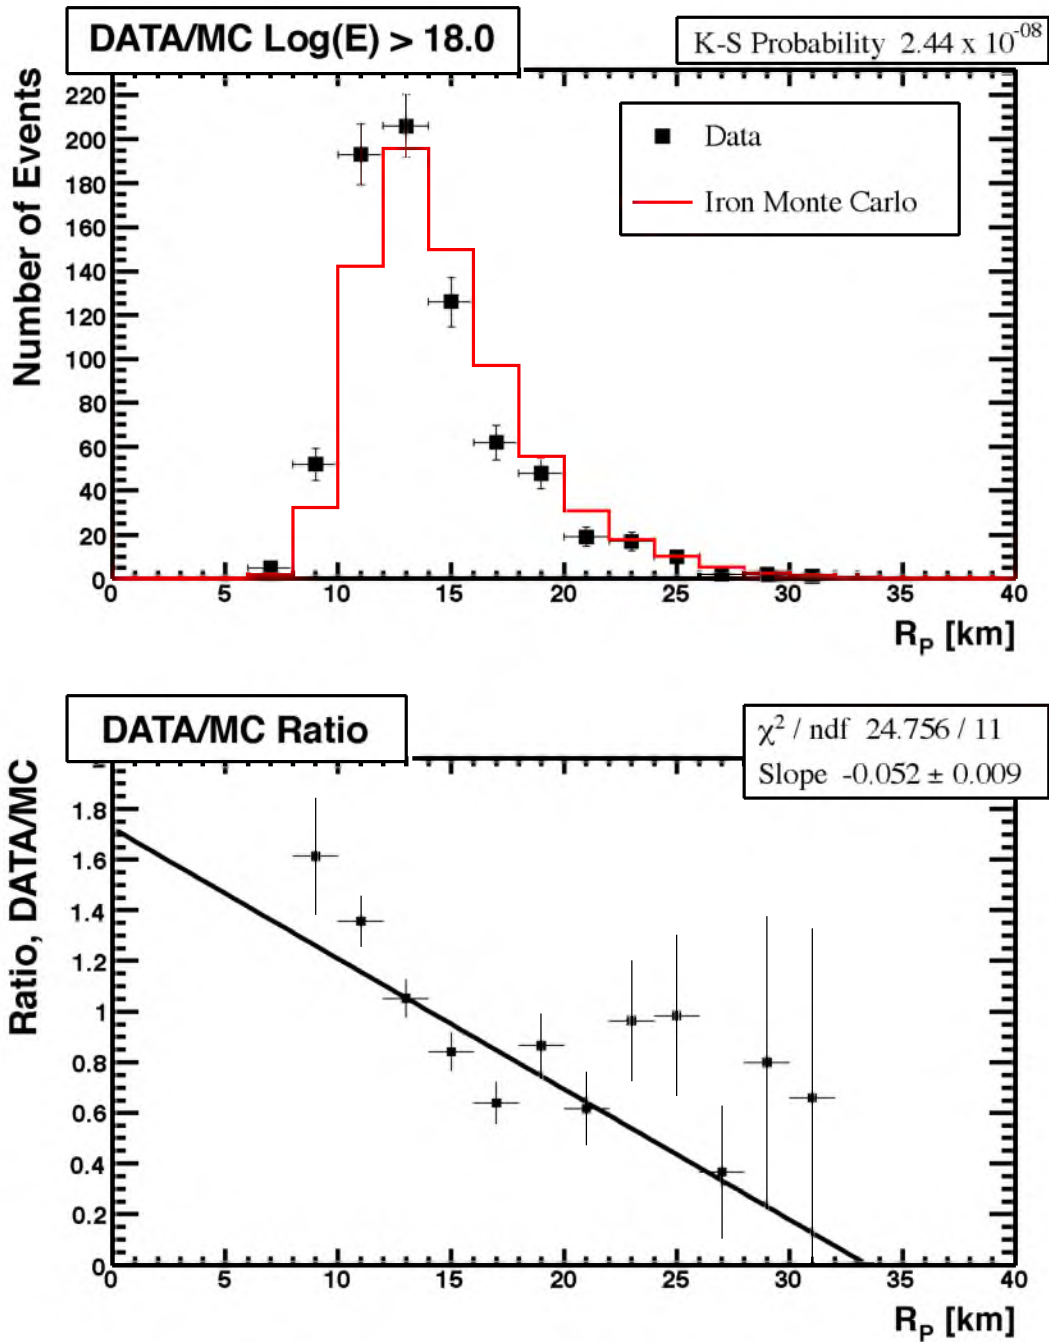 DATA/MC Log(E) > 18.0
K-S Probability 2.44 x 10^-08
Number of Events
220
200
180
160
140
120
100
80
60
40
20
0
Data
Iron Monte Carlo
0 5 10 15 20 25 30 35 40
R_P [km]
DATA/MC Ratio
χ² / ndf 24.756 / 11
Slope -0.052 ± 0.009
Ratio, DATA/MC
1.8
1.6
1.4
1.2
1
0.8
0.6
0.4
0.2
0
0 5 10 15 20 25 30 35 40
R_P [km]